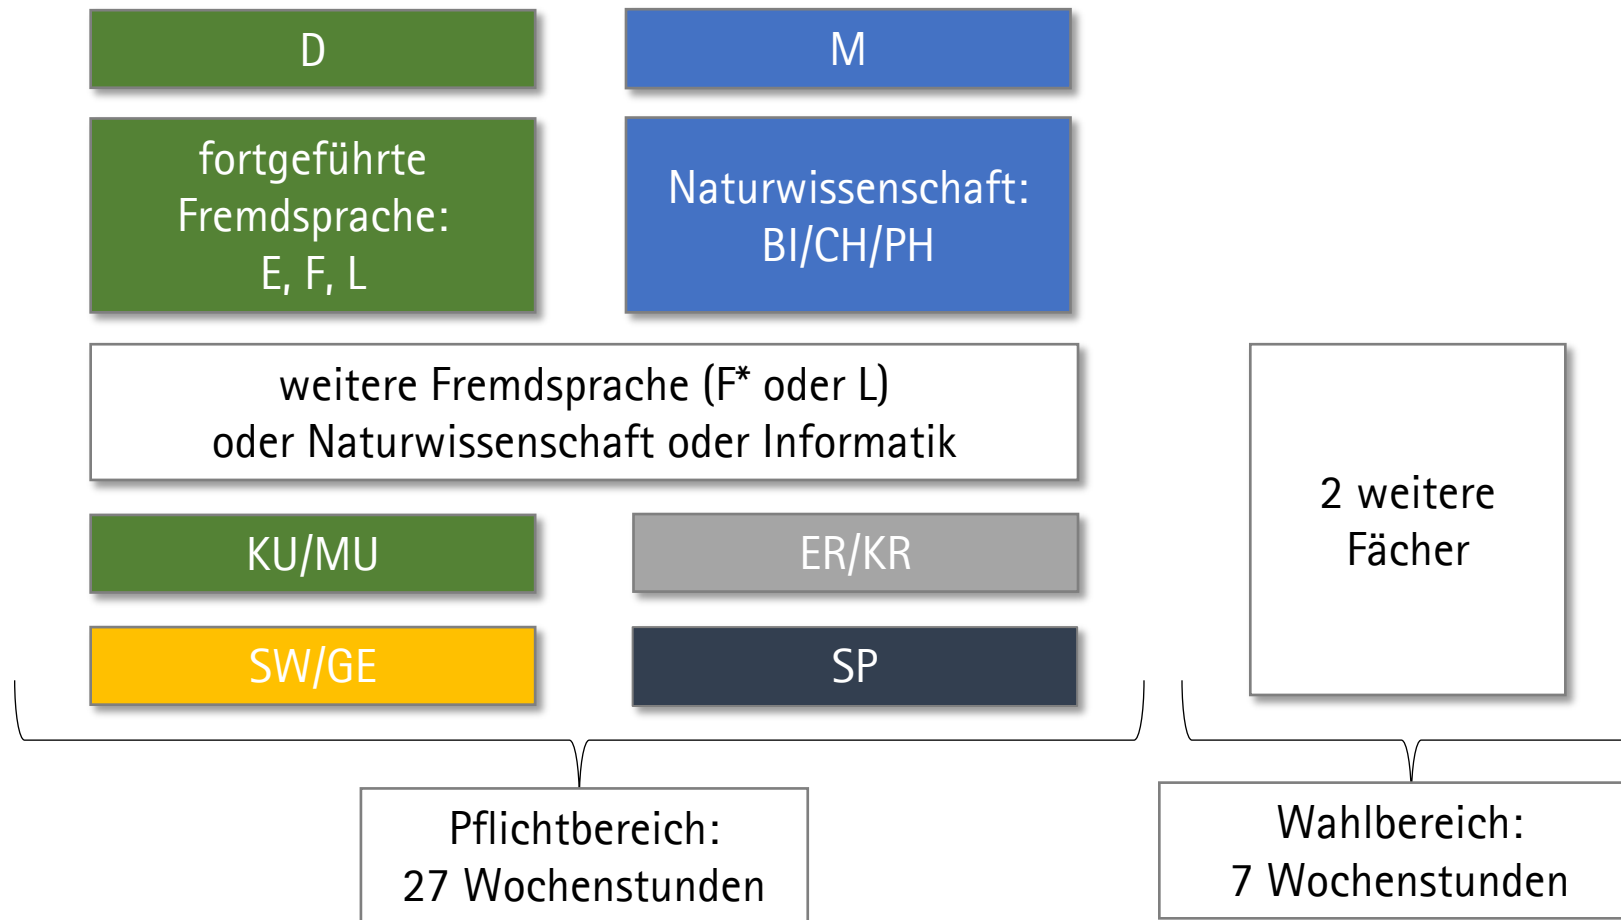 D
M
fortgeführte
Fremdsprache:
E, F, L
Naturwissenschaft:
BI/CH/PH
weitere Fremdsprache (F* oder L)
oder Naturwissenschaft oder Informatik
2 weitere
Fächer
KU/MU
ER/KR
SW/GE
SP
Pflichtbereich:
27 Wochenstunden
Wahlbereich:
7 Wochenstunden